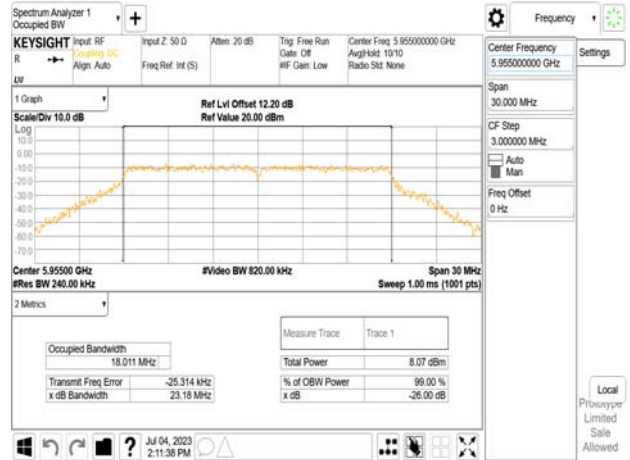 Spectrum Analyzer 1
Occupied BW
+
KEYSIGHT
Input: RF
Coupling: DC
Align: Auto
Input Z: 50 Ω
Freq Ref: Int (S)
Atten: 20 dB
Trig: Free Run
Gate: Off
#IF Gain: Low
Center Freq: 5.955000000 GHz
Avg|Hold: 10/10
Radio Std: None
R
LXI
1 Graph
Scale/Div 10.0 dB
Ref Lvl Offset 12.20 dB
Ref Value 20.00 dBm
Log
10.0
0.00
-10.0
-20.0
-30.0
-40.0
-50.0
-60.0
-70.0
Center 5.95500 GHz
#Res BW 240.00 kHz
#Video BW 820.00 kHz
Span 30 MHz
Sweep 1.00 ms (1001 pts)
2 Metrics
Measure Trace
Trace 1
Occupied Bandwidth
18.011 MHz
Total Power
8.07 dBm
Transmit Freq Error
-25.314 kHz
% of OBW Power
99.00 %
x dB Bandwidth
23.18 MHz
x dB
-26.00 dB
?
Jul 04, 2023
2:11:38 PM
Frequency
Center Frequency
5.955000000 GHz
Settings
Span
30.000 MHz
CF Step
3.000000 MHz
Auto
Man
Freq Offset
0 Hz
Local
Prototype
Limited
Sale
Allowed